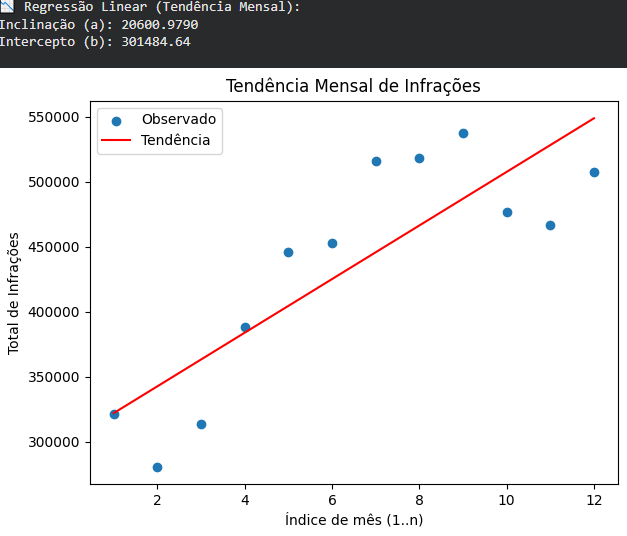 Regressão Linear (Tendência Mensal):
Inclinação (a): 20600.9790
Intercepto (b): 301484.64
Tendência Mensal de Infrações
Observado
Tendência
550000
500000
450000
400000
350000
300000
Total de Infrações
2 4 6 8 10 12
Índice de mês (1..n)